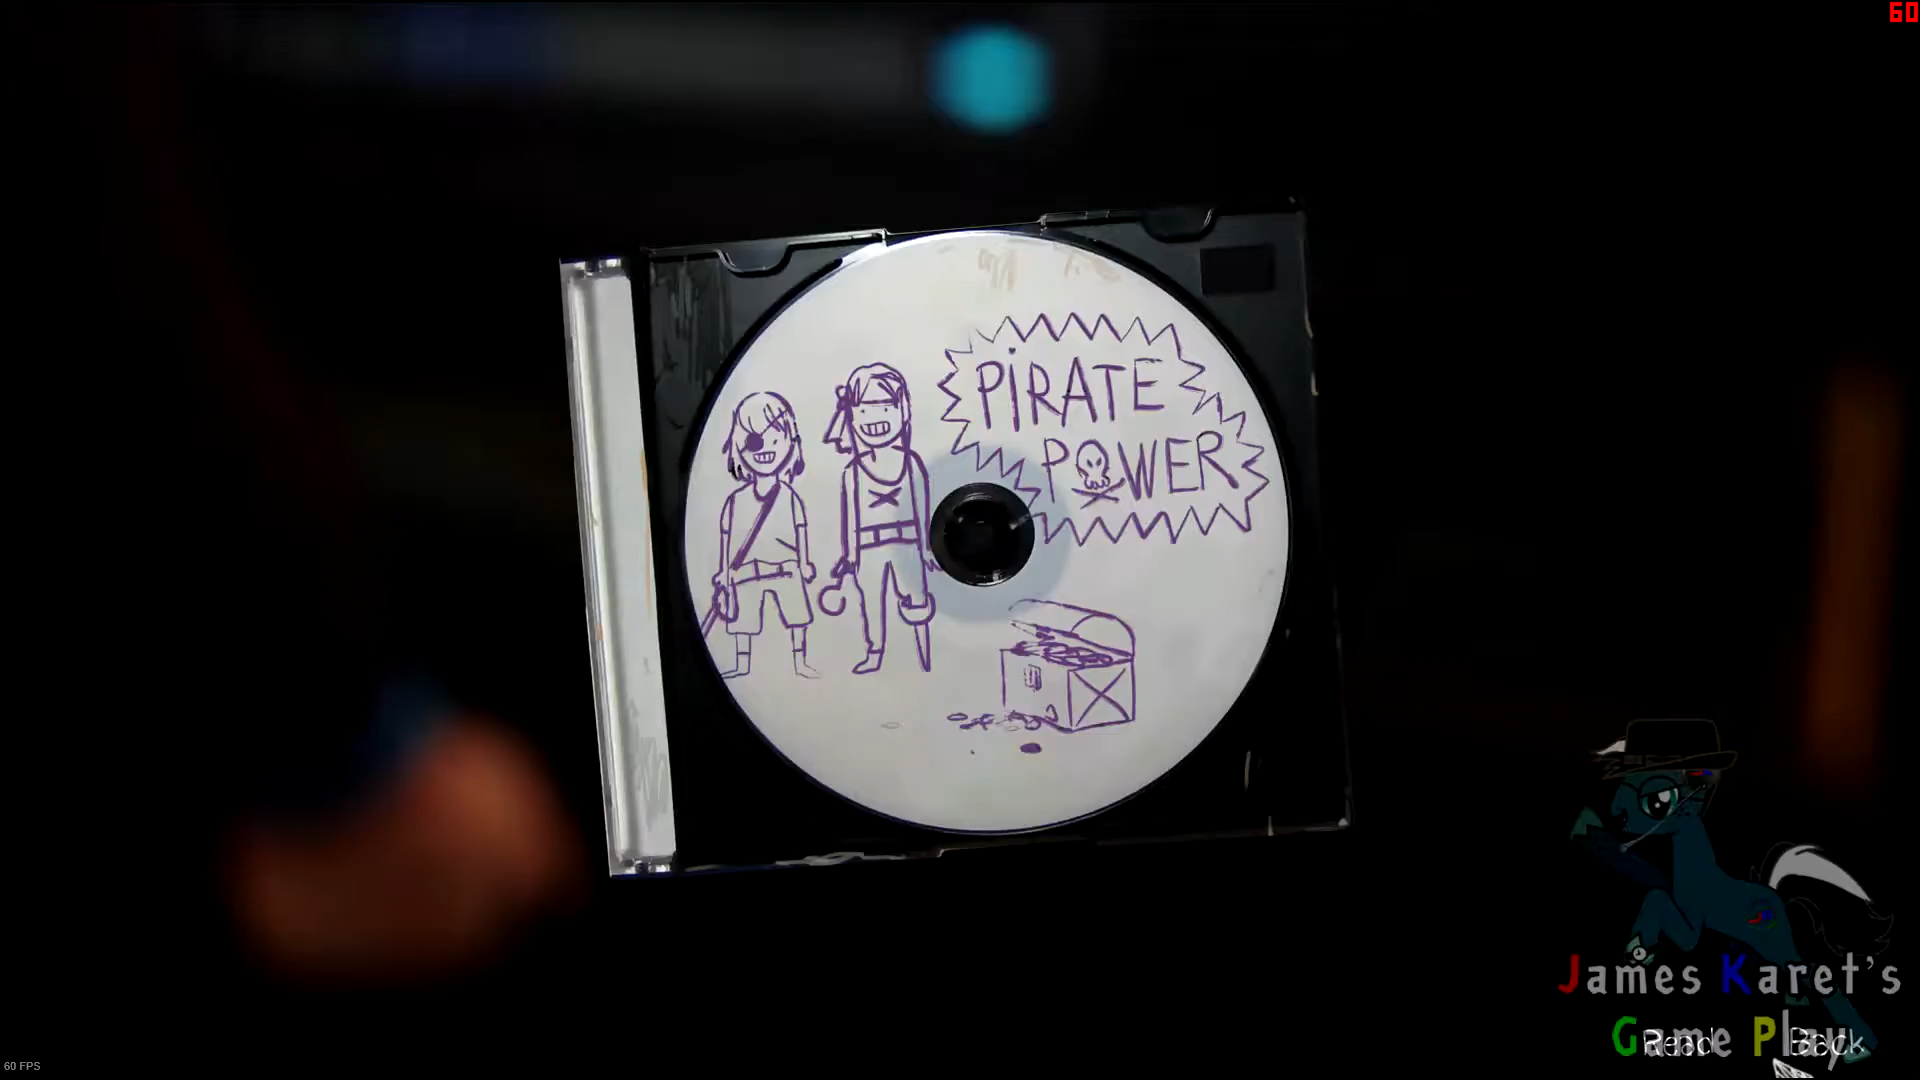 60
PiRATE
POWER
James Karet's
Game Play
Read
Back
60 FPS